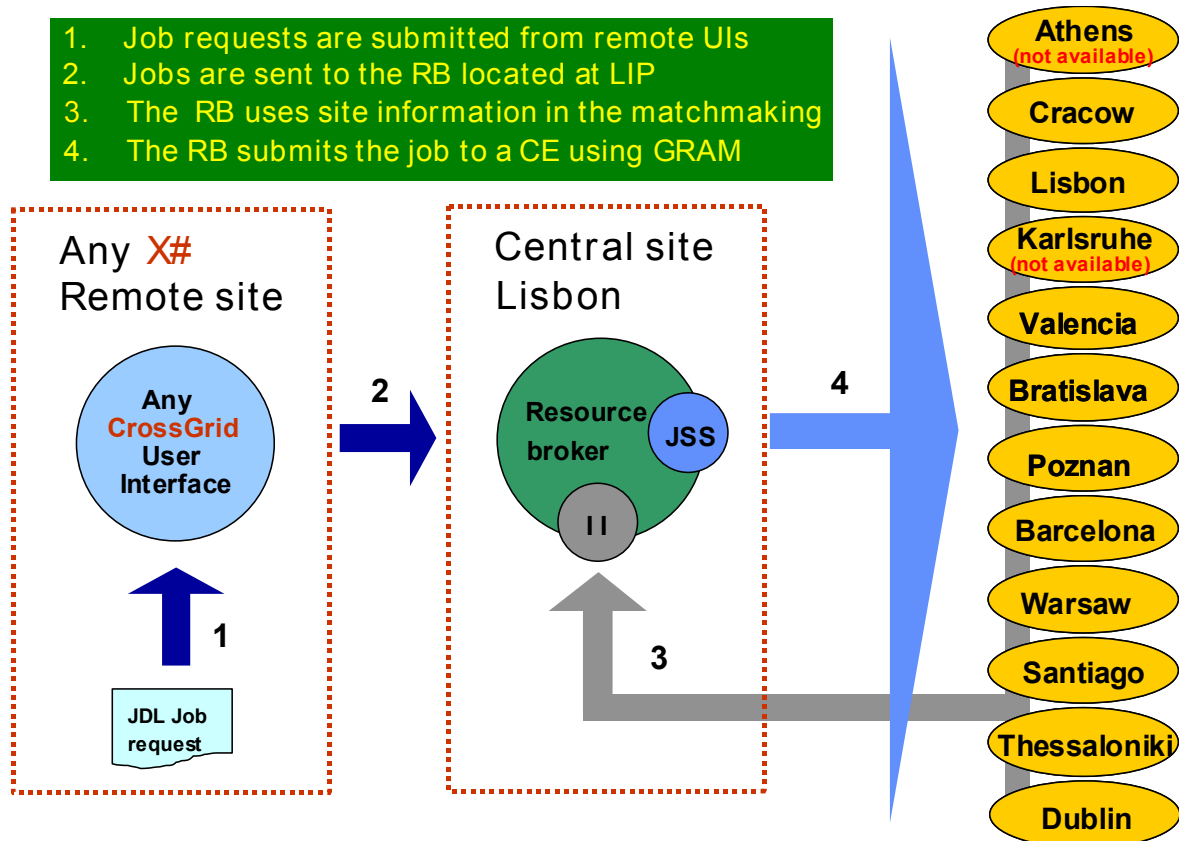 1. Job requests are submitted from remote UIs
2. Jobs are sent to the RB located at LIP
3. The RB uses site information in the matchmaking
4. The RB submits the job to a CE using GRAM
Any X#
Remote site
Any
CrossGrid
User
Interface
1
JDL Job
request
2
Central site
Lisbon
Resource
broker
JSS
II
3
4
Athens
(not available)
Cracow
Lisbon
Karlsruhe
(not available)
Valencia
Bratislava
Poznan
Barcelona
Warsaw
Santiago
Thessaloniki
Dublin